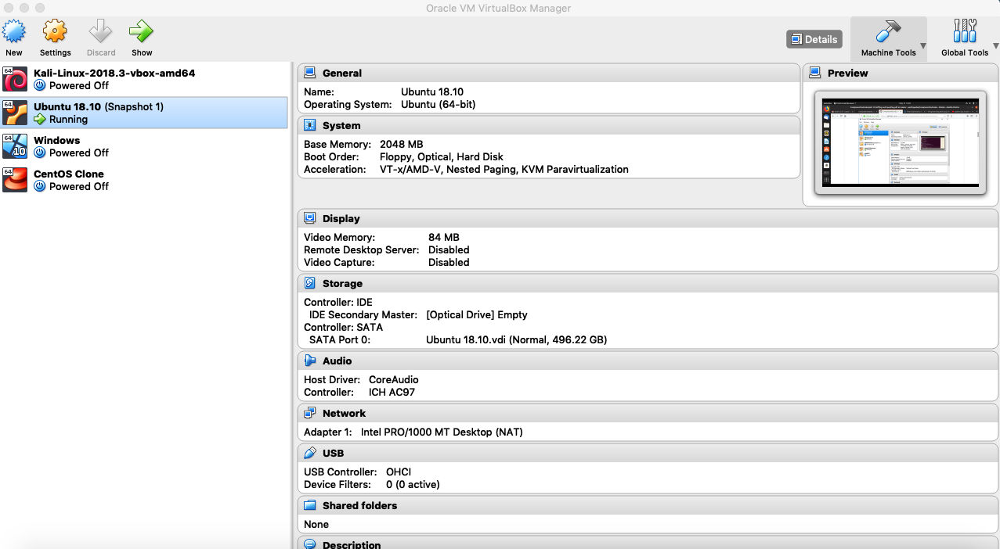 Oracle VM VirtualBox Manager
New Settings Discard Show
Details
Machine Tools
Global Tools
64
Kali-Linux-2018.3-vbox-amd64
Powered Off
64
Ubuntu 18.10 (Snapshot 1)
Running
64
10
Windows
Powered Off
64
CentOS Clone
Powered Off
General
Name: Ubuntu 18.10
Operating System: Ubuntu (64-bit)
System
Base Memory: 2048 MB
Boot Order: Floppy, Optical, Hard Disk
Acceleration: VT-x/AMD-V, Nested Paging, KVM Paravirtualization
Preview
Display
Video Memory: 84 MB
Remote Desktop Server: Disabled
Video Capture: Disabled
Storage
Controller: IDE
IDE Secondary Master: [Optical Drive] Empty
Controller: SATA
SATA Port 0: Ubuntu 18.10.vdi (Normal, 496.22 GB)
Audio
Host Driver: CoreAudio
Controller: ICH AC97
Network
Adapter 1: Intel PRO/1000 MT Desktop (NAT)
USB
USB Controller: OHCI
Device Filters: 0 (0 active)
Shared folders
None
Description